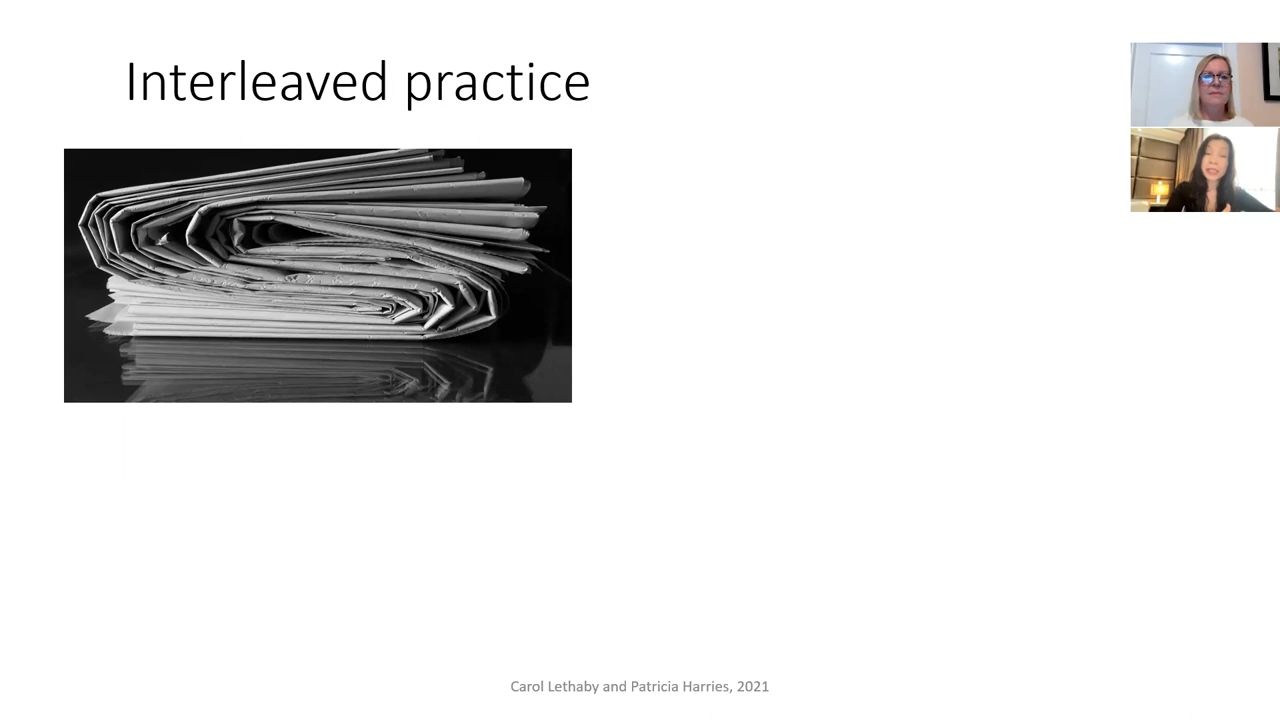 Interleaved practice
Carol Lethaby and Patricia Harries, 2021